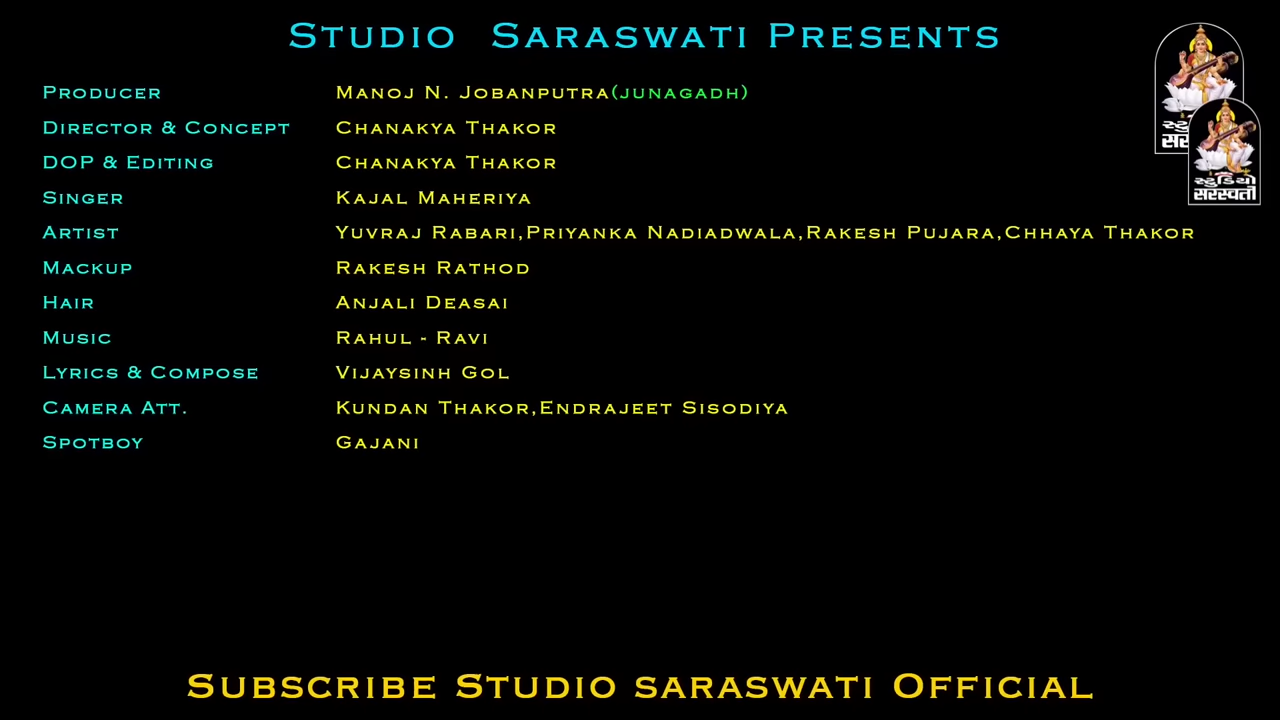 Studio Saraswati Presents
Producer Manoj N. Jobanputra(junagadh)
Director & Concept Chanakya Thakor
DOP & Editing Chanakya Thakor
Singer Kajal Maheriya
Artist Yuvraj Rabari,Priyanka Nadiadwala,Rakesh Pujara,Chhaya Thakor
Mackup Rakesh Rathod
Hair Anjali Deasai
Music Rahul - Ravi
Lyrics & Compose Vijaysinh Gol
Camera Att. Kundan Thakor,Endrajeet Sisodiya
Spotboy Gajani
સ્ટુડિયો
સરસ્વતી
Subscribe Studio saraswati Official